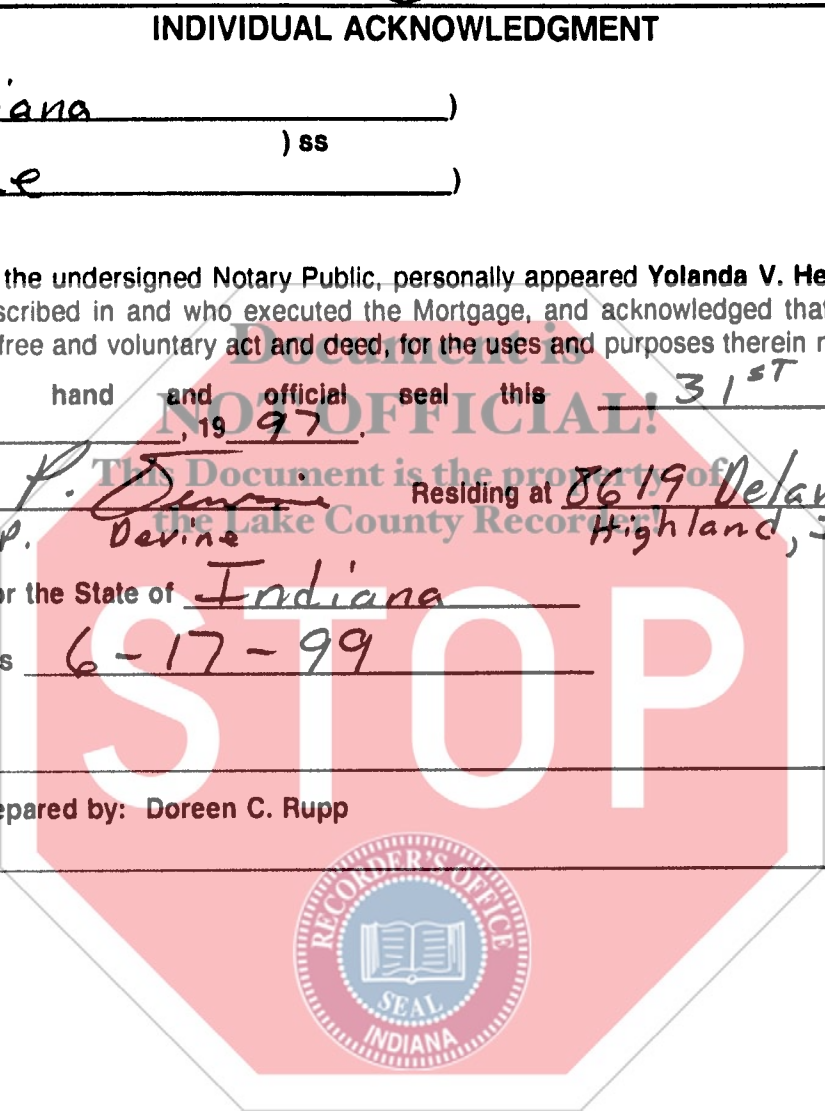 INDIVIDUAL ACKNOWLEDGMENT
iana )
) ss
e )
the undersigned Notary Public, personally appeared Yolanda V. He
scribed in and who executed the Mortgage, and acknowledged that
free and voluntary act and deed, for the uses and purposes therein
Document is
hand and official seal this 31ST
NOT OFFICIAL!
, 19 97.
This Document is the property of
P. Devine Residing at 8619 Delaw
the Lake County Recorder!
P. Devine Highland,
or the State of Indiana
s 6-17-99
STOP
epared by: Doreen C. Rupp
RECORDER'S OFFICE
SEAL
INDIANA